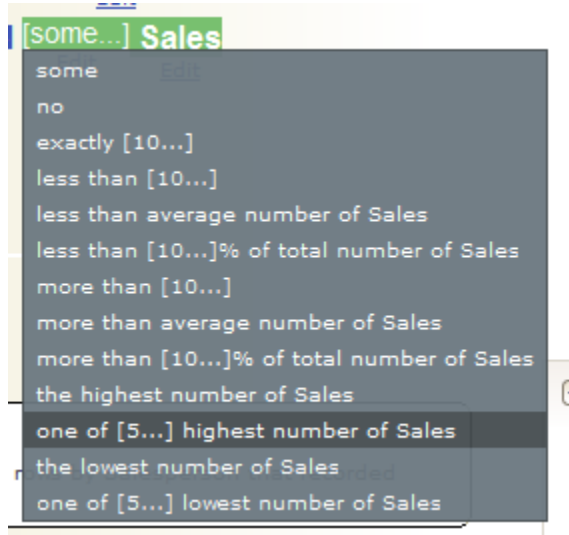 Edit
[some...] Sales
some
Edit
no
exactly [10...]
less than [10...]
less than average number of Sales
less than [10...]% of total number of Sales
more than [10...]
more than average number of Sales
more than [10...]% of total number of Sales
the highest number of Sales
one of [5...] highest number of Sales
the lowest number of Sales
one of [5...] lowest number of Sales